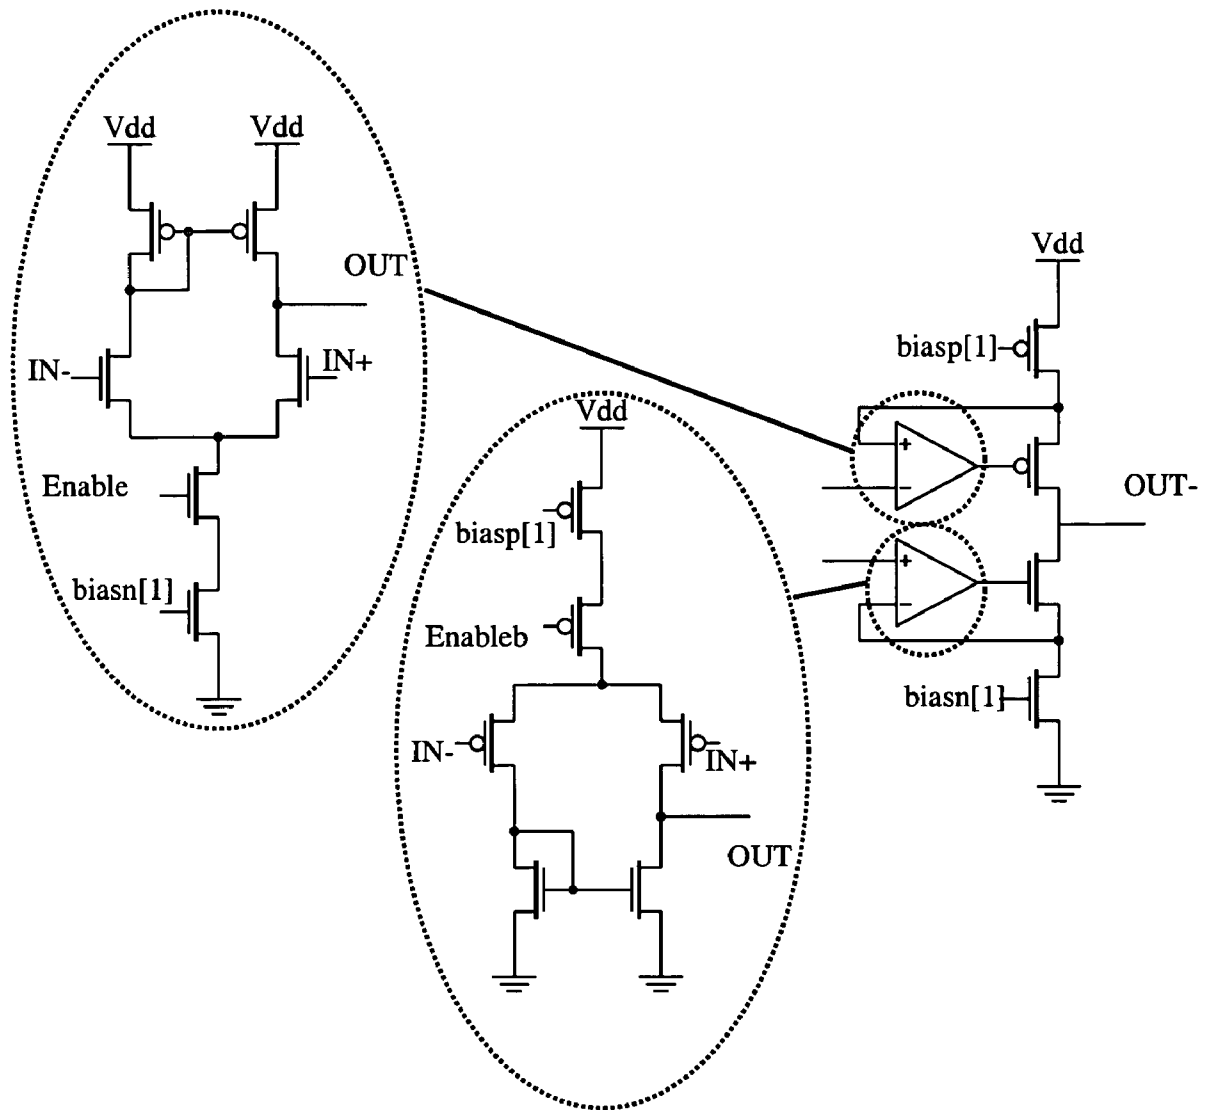 Vdd
Vdd
OUT
IN-
IN+
Enable
biasn[1]
Vdd
biasp[1]
Enableb
IN-
IN+
OUT
Vdd
biasp[1]
+
−
OUT-
+
−
biasn[1]